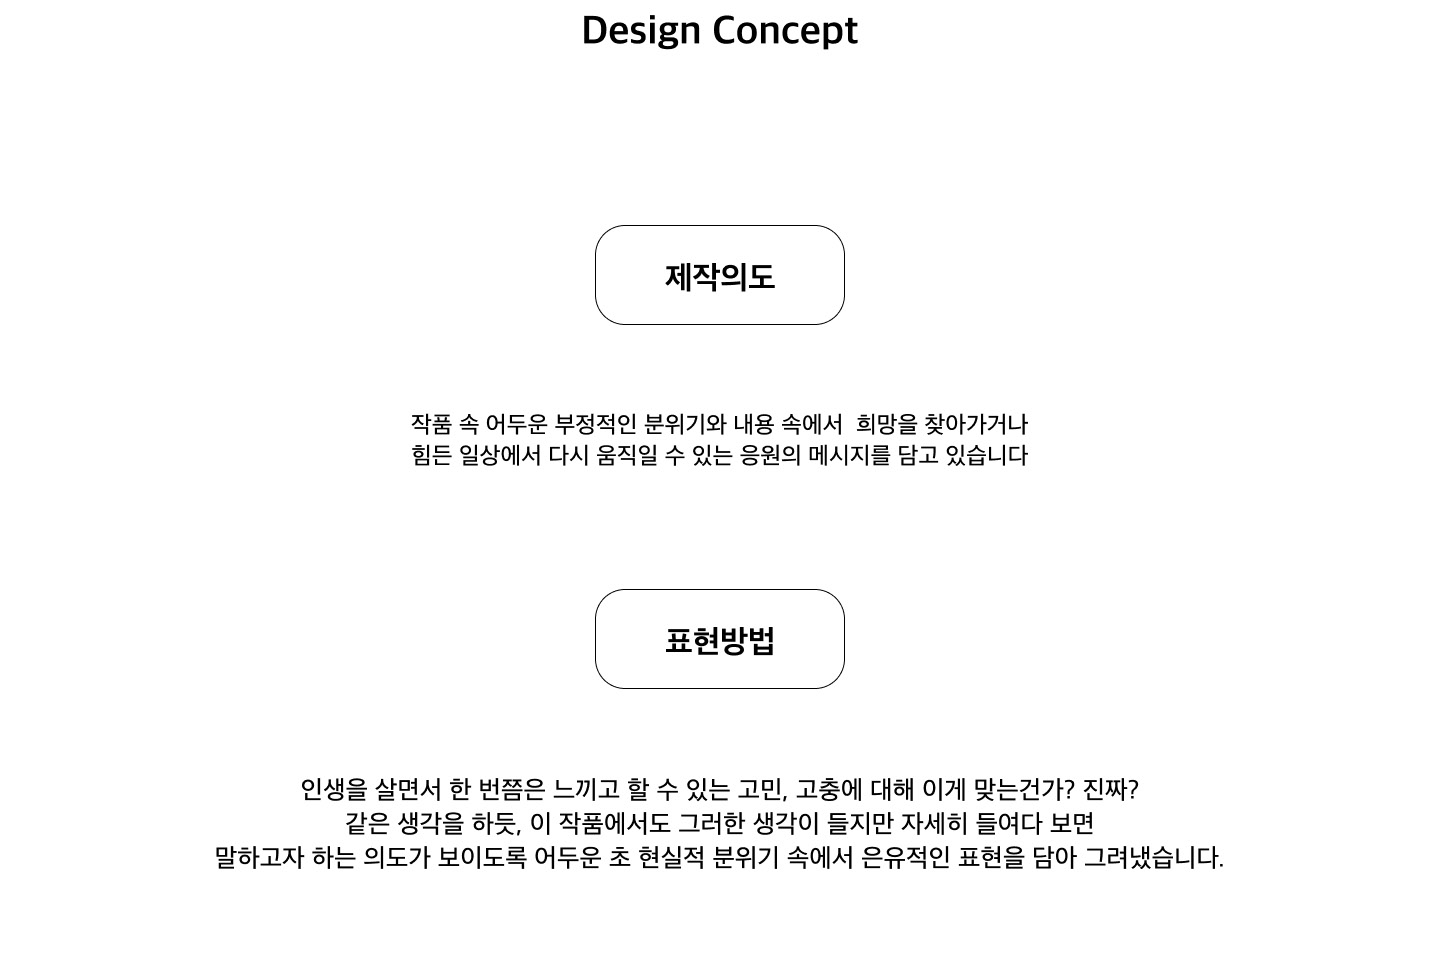 Design Concept
제작의도
작품 속 어두운 부정적인 분위기와 내용 속에서  희망을 찾아가거나
힘든 일상에서 다시 움직일 수 있는 응원의 메시지를 담고 있습니다
표현방법
인생을 살면서 한 번쯤은 느끼고 할 수 있는 고민, 고충에 대해 이게 맞는건가? 진짜?
같은 생각을 하듯, 이 작품에서도 그러한 생각이 들지만 자세히 들여다 보면
말하고자 하는 의도가 보이도록 어두운 초 현실적 분위기 속에서 은유적인 표현을 담아 그려냈습니다.